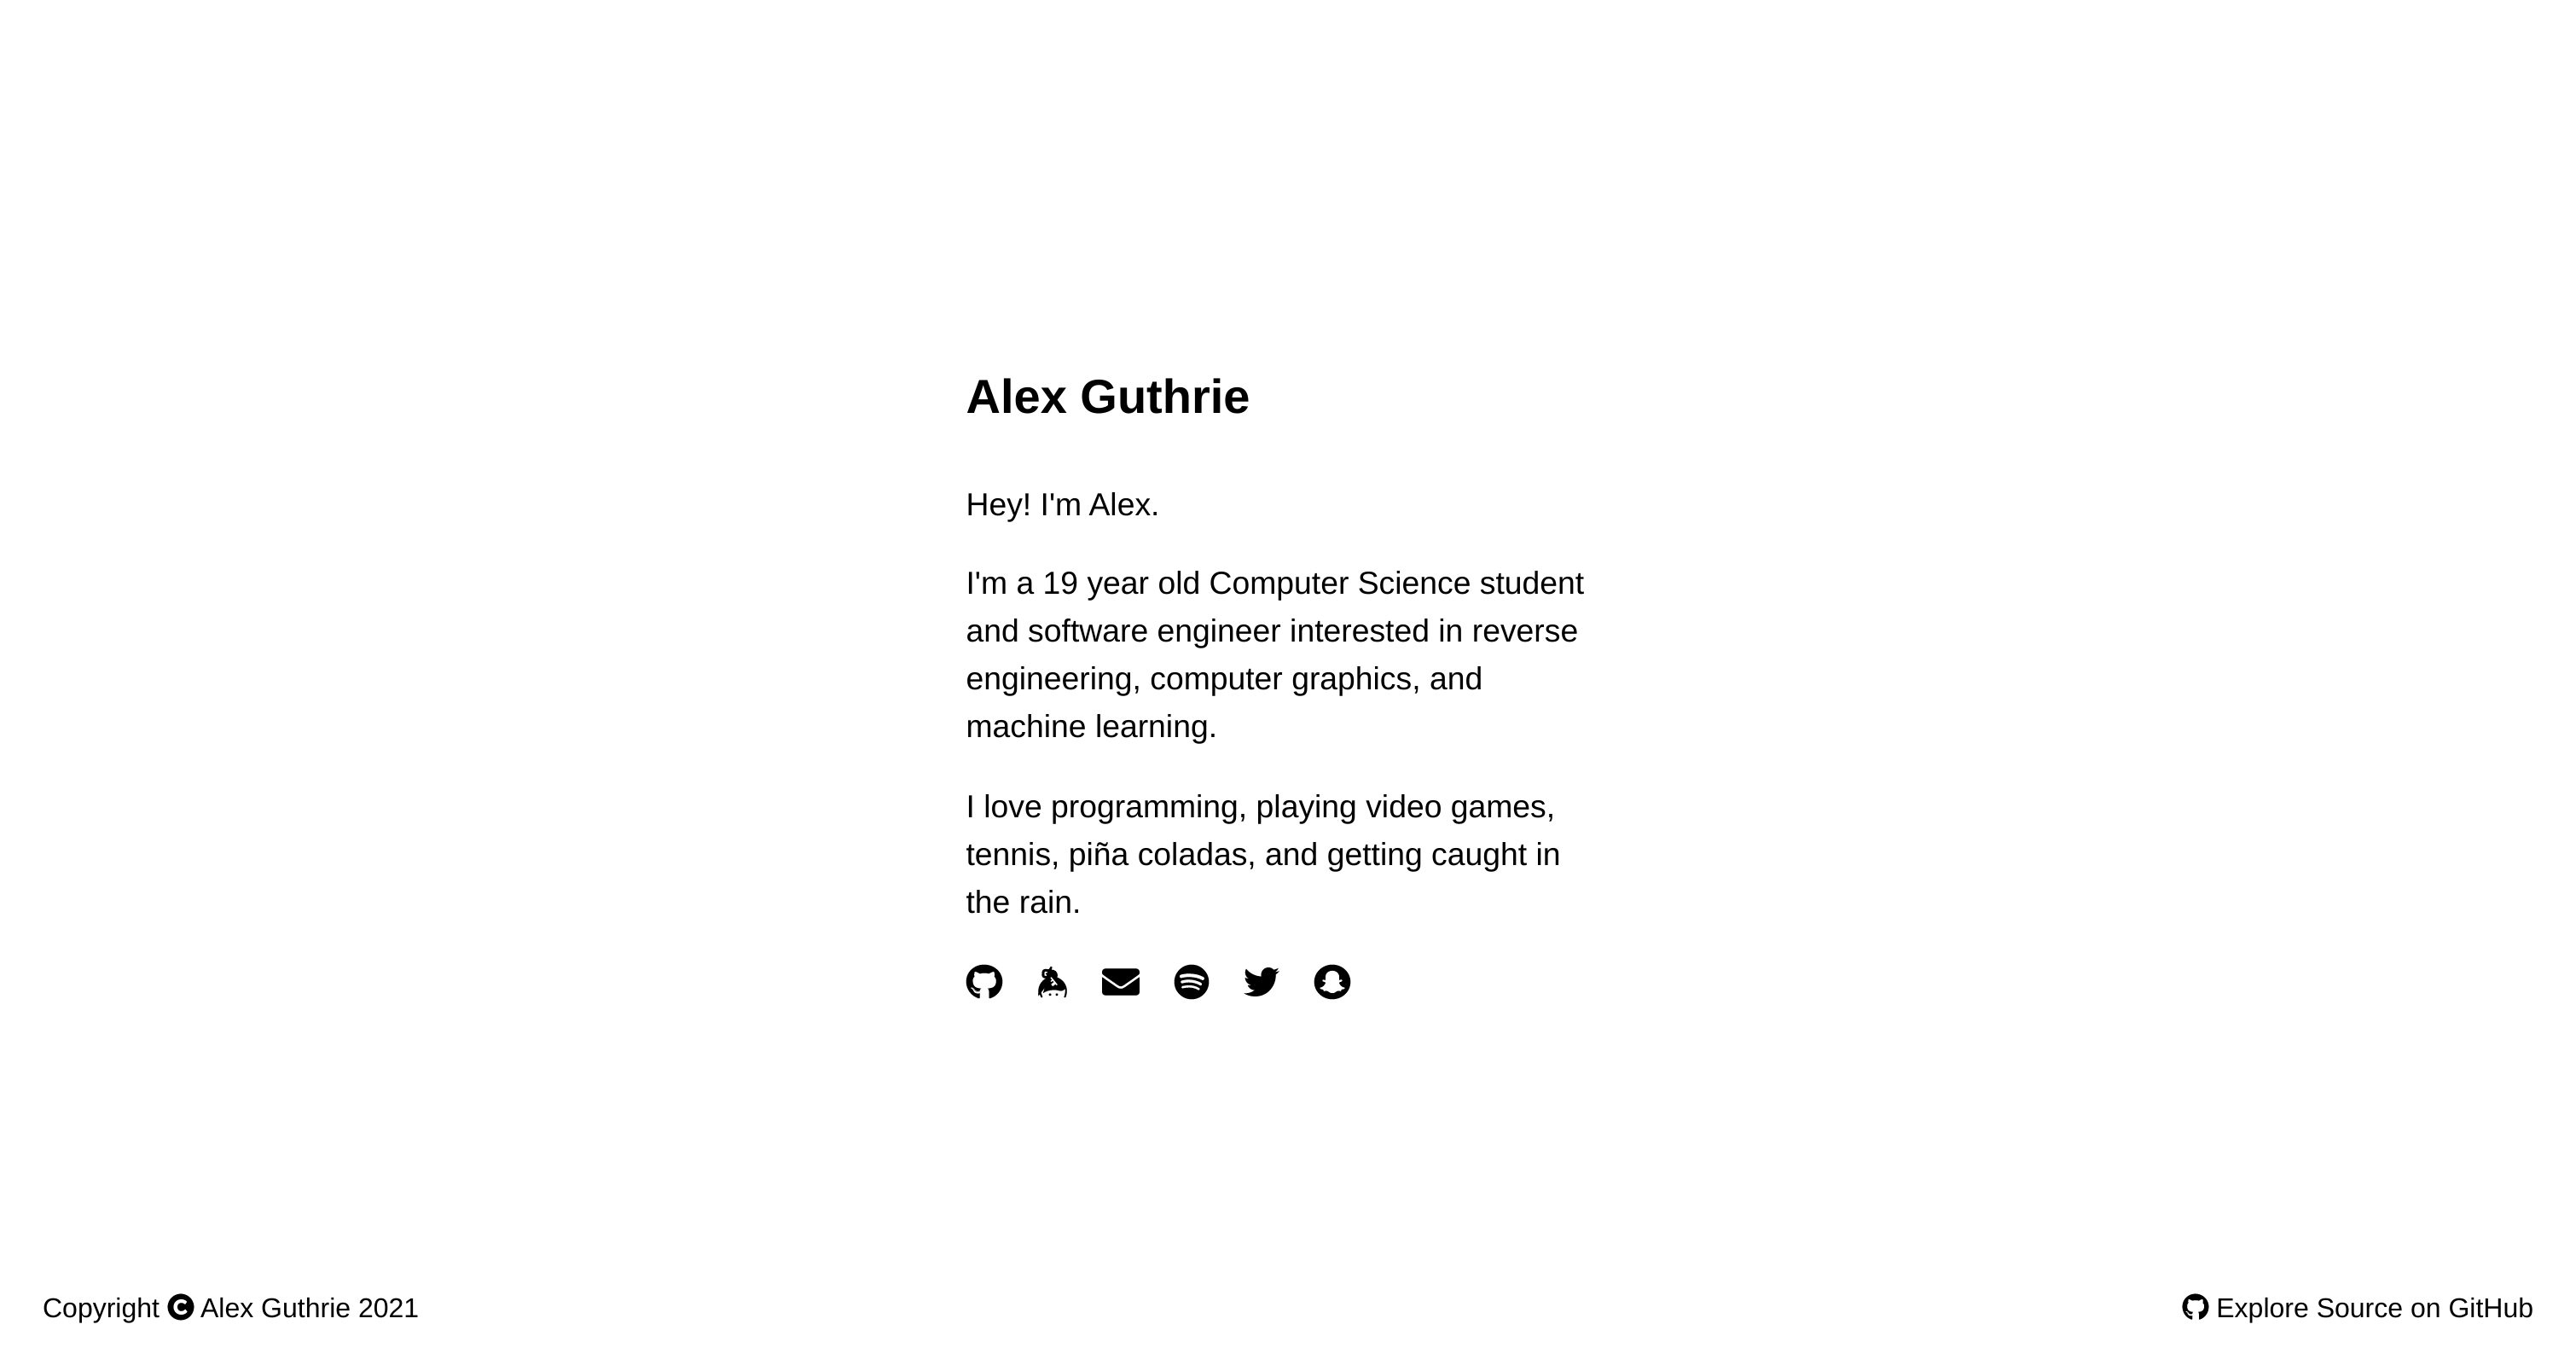 Alex Guthrie
Hey! I'm Alex.
I'm a 19 year old Computer Science student
and software engineer interested in reverse
engineering, computer graphics, and
machine learning.
I love programming, playing video games,
tennis, piña coladas, and getting caught in
the rain.
Copyright © Alex Guthrie 2021
Explore Source on GitHub